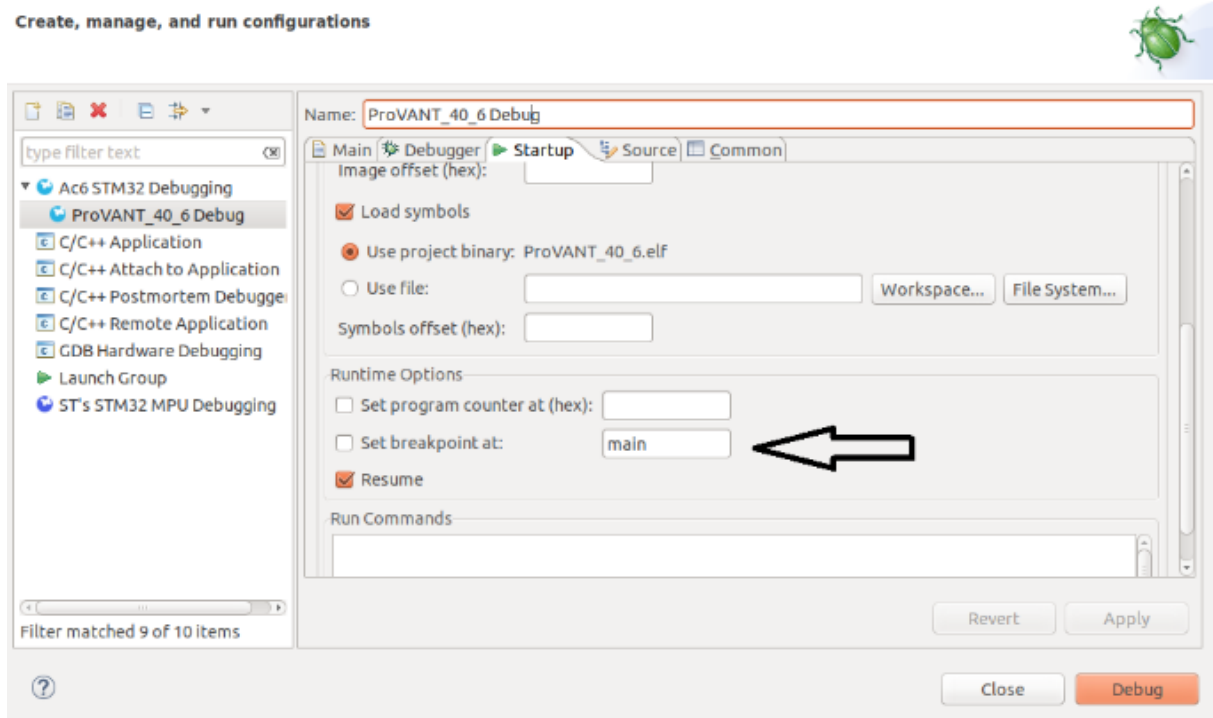 Create, manage, and run configurations
Name: ProVANT_40_6 Debug
type filter text
Main Debugger Startup Source Common
Ac6 STM32 Debugging
ProVANT_40_6 Debug
C/C++ Application
C/C++ Attach to Application
C/C++ Postmortem Debugge
C/C++ Remote Application
GDB Hardware Debugging
Launch Group
ST's STM32 MPU Debugging
Filter matched 9 of 10 items
Image offset (hex):
Load symbols
Use project binary: ProVANT_40_6.elf
Use file: Workspace... File System...
Symbols offset (hex):
Runtime Options
Set program counter at (hex):
Set breakpoint at: main
Resume
Run Commands
Revert Apply
? Close Debug